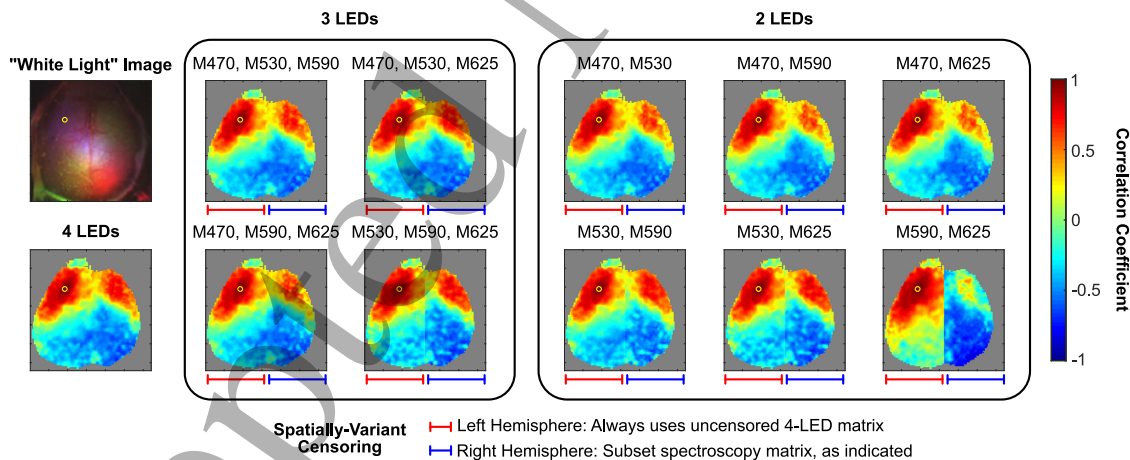 3 LEDs
2 LEDs
"White Light" Image
M470, M530, M590
M470, M530, M625
M470, M530
M470, M590
M470, M625
4 LEDs
M470, M590, M625
M530, M590, M625
M530, M590
M530, M625
M590, M625
1
0.5
0
-0.5
-1
Correlation Coefficient
Spatially-Variant
Censoring
Left Hemisphere: Always uses uncensored 4-LED matrix
Right Hemisphere: Subset spectroscopy matrix, as indicated